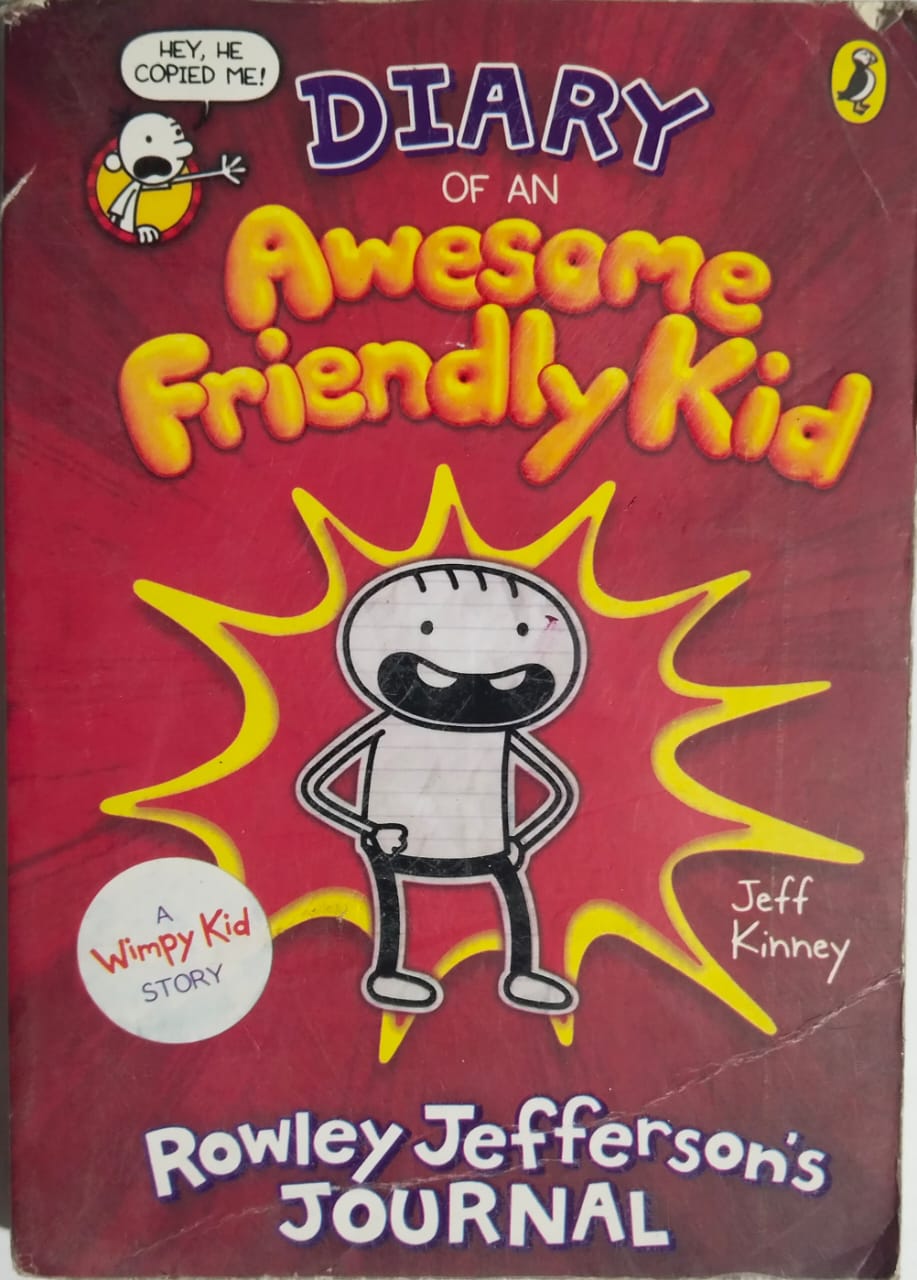 HEY, HE
COPIED ME!
DIARY
OF AN
Awesome
Friendly Kid
Jeff
Kinney
A
Wimpy Kid
STORY
Rowley Jefferson's
JOURNAL